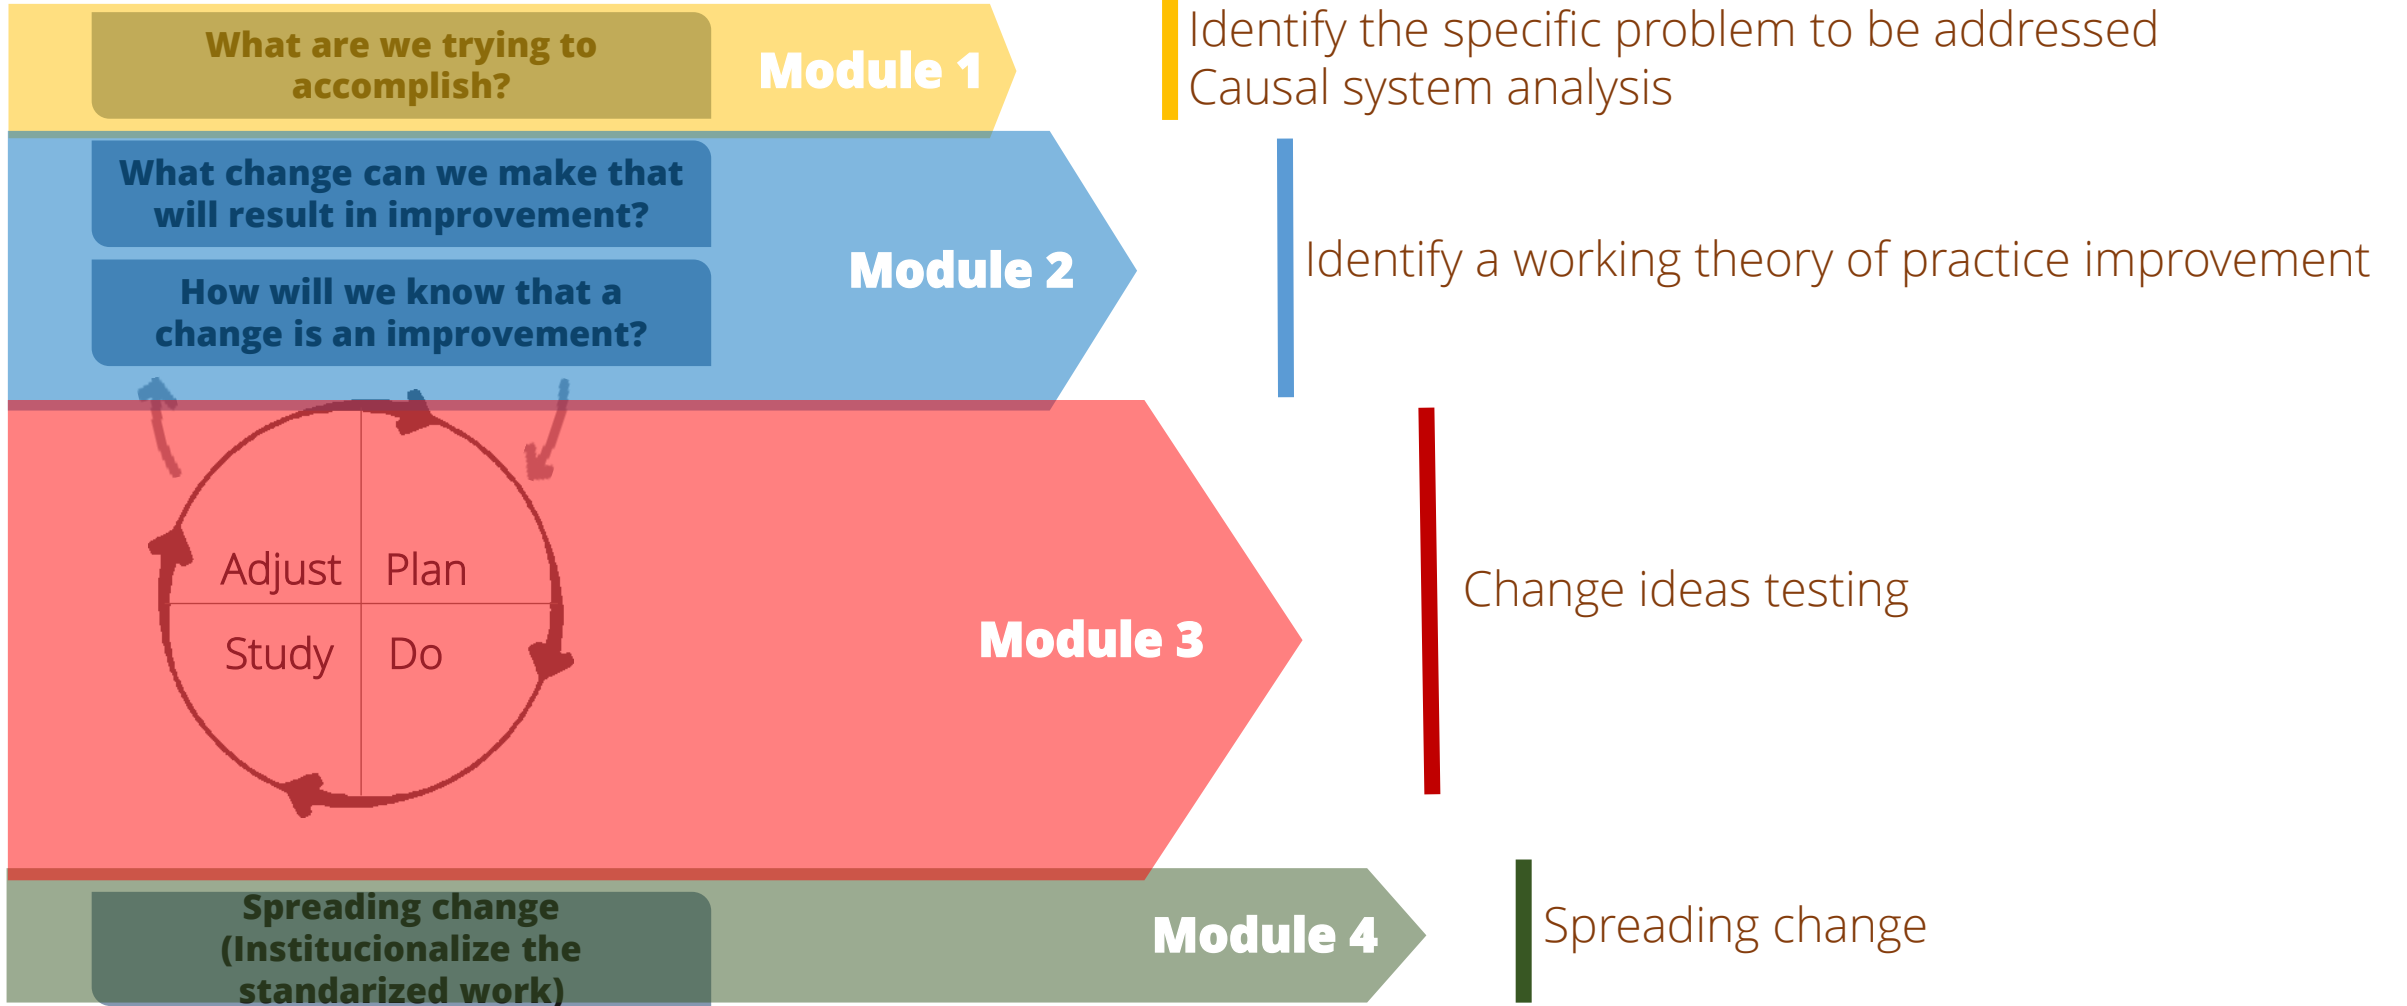 What are we trying to
accomplish?
Module 1
Identify the specific problem to be addressed
Causal system analysis
What change can we make that
will result in improvement?
How will we know that a
change is an improvement?
Module 2
Identify a working theory of practice improvement
Adjust
Plan
Study
Do
Module 3
Change ideas testing
Spreading change
(Institucionalize the
standarized work)
Module 4
Spreading change